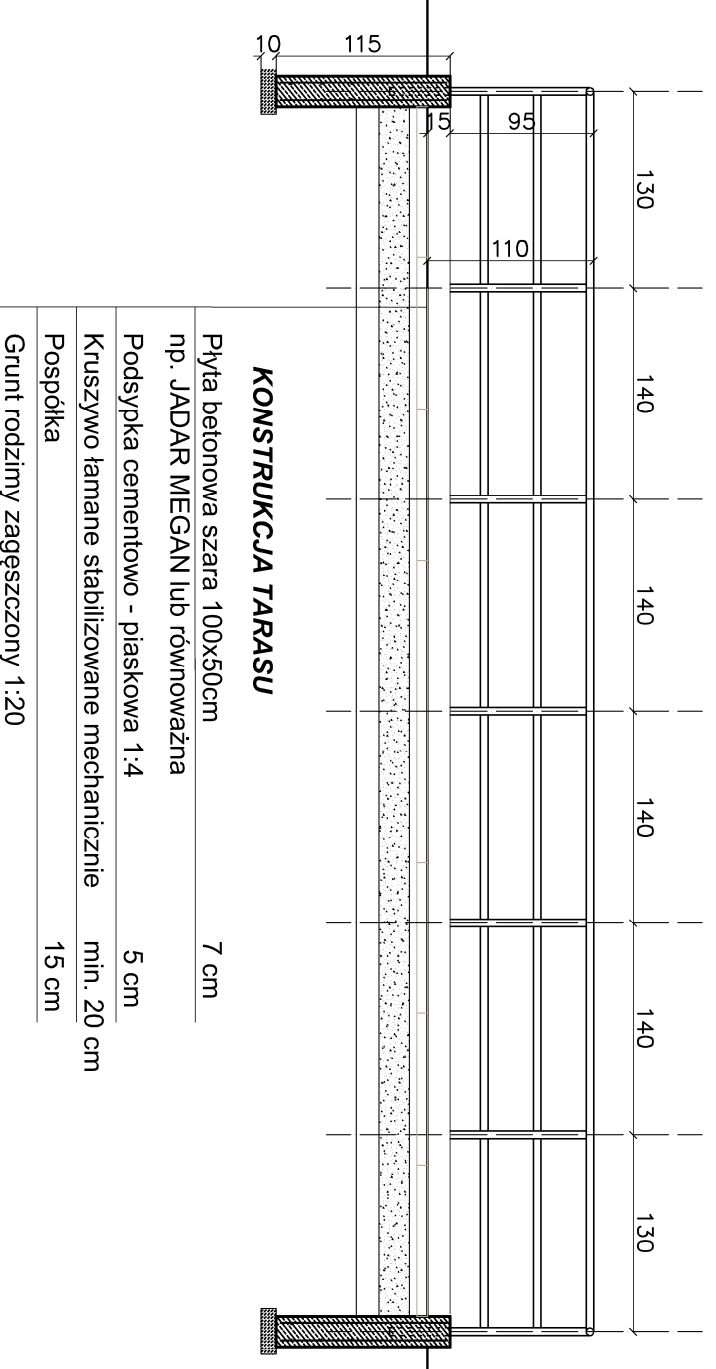 130 140 140 140 140 130
95
15
110
115
10
KONSTRUKCJA TARASU
Płyta betonowa szara 100x50cm 7 cm
np. JADAR MEGAN lub równoważna
Podsypka cementowo - piaskowa 1:4 5 cm
Kruszywo łamane stabilizowane mechanicznie min. 20 cm
Pospółka 15 cm
Grunt rodzimy zagęszczony 1:20